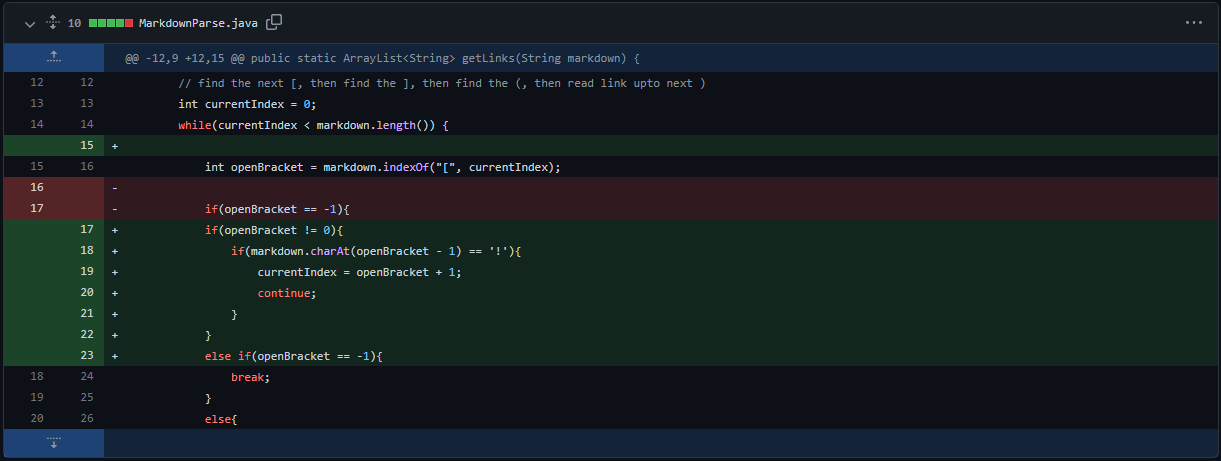 10 MarkdownParse.java
@@ -12,9 +12,15 @@ public static ArrayList<String> getLinks(String markdown) {
12 12 // find the next [, then find the ], then find the (, then read link upto next )
13 13 int currentIndex = 0;
14 14 while(currentIndex < markdown.length()) {
15 +
15 16 int openBracket = markdown.indexOf("[", currentIndex);
16 -
17 - if(openBracket == -1){
17 + if(openBracket != 0){
18 + if(markdown.charAt(openBracket - 1) == '!'){
19 + currentIndex = openBracket + 1;
20 + continue;
21 + }
22 + }
23 + else if(openBracket == -1){
18 24 break;
19 25 }
20 26 else{